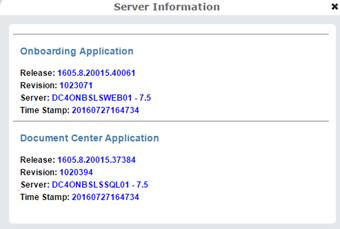 Server Information
Onboarding Application
Release: 1605.8.20015.40061
Revision: 1023071
Server: DC4ONBSLSWEB01 - 7.5
Time Stamp: 20160727164734
Document Center Application
Release: 1605.8.20015.37384
Revision: 1020394
Server: DC4ONBSLSSQL01 - 7.5
Time Stamp: 20160727164734